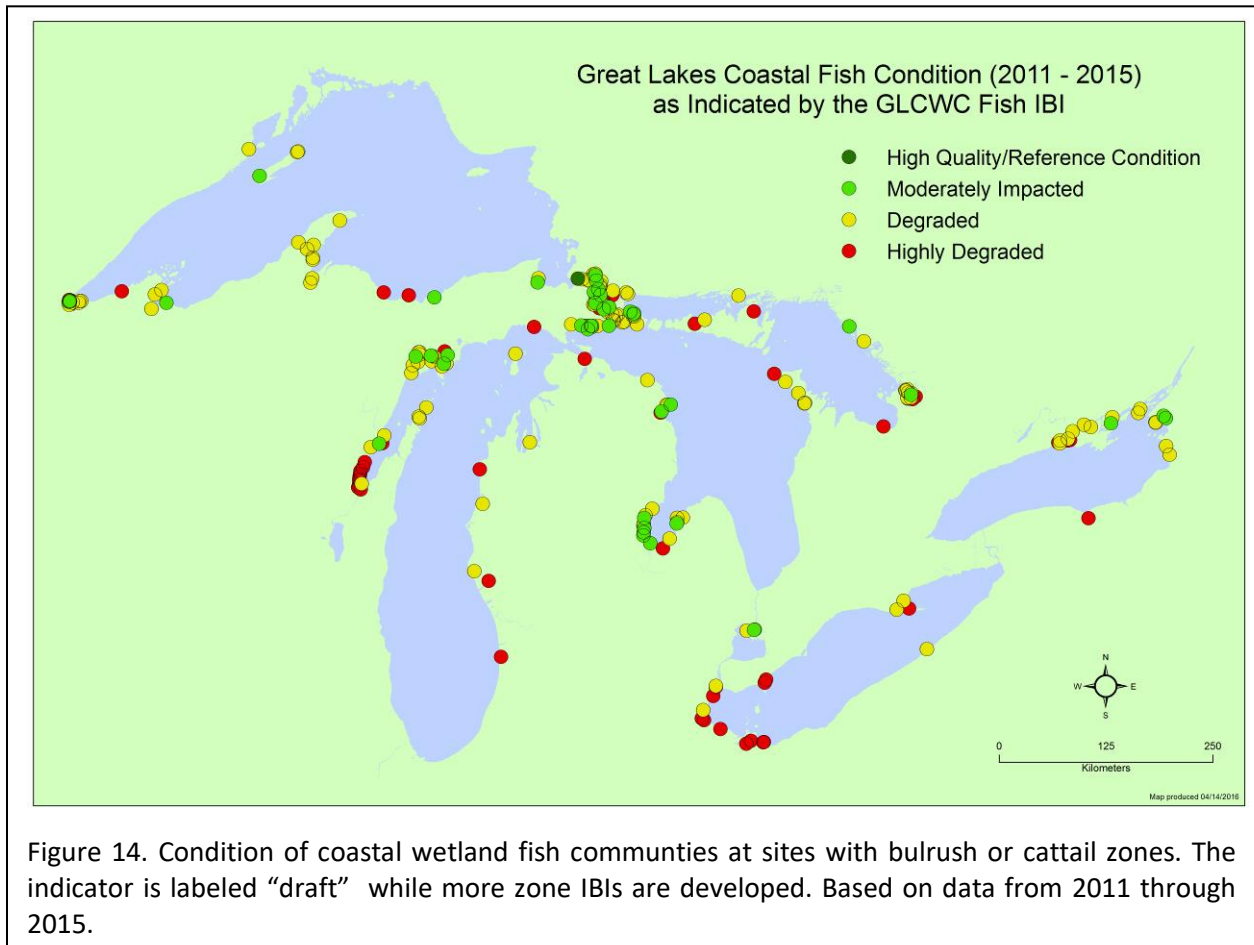 Great Lakes Coastal Fish Condition (2011 - 2015)
as Indicated by the GLCWC Fish IBI
High Quality/Reference Condition
Moderately Impacted
Degraded
Highly Degraded
N
W E
S
0 125 250
Kilometers
Map produced 04/14/2016
Figure 14. Condition of coastal wetland fish communties at sites with bulrush or cattail zones. The
indicator is labeled “draft” while more zone IBIs are developed. Based on data from 2011 through
2015.